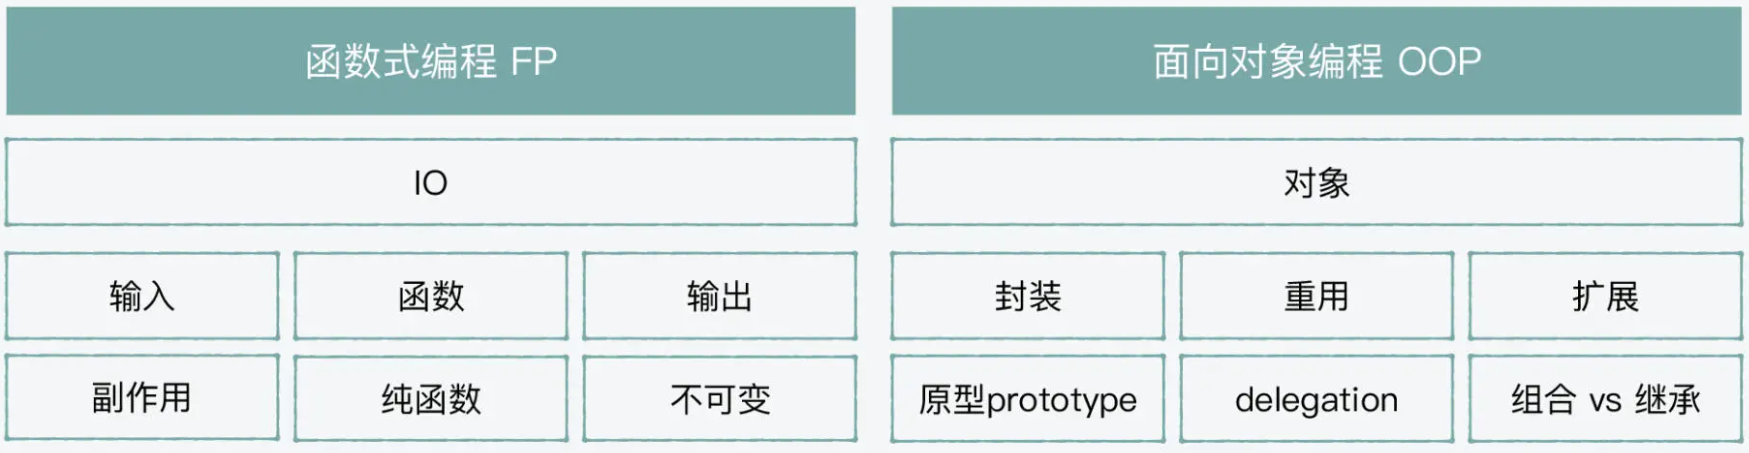 函数式编程 FP
面向对象编程 OOP
IO
对象
输入
函数
输出
封装
重用
扩展
副作用
纯函数
不可变
原型prototype
delegation
组合 vs 继承